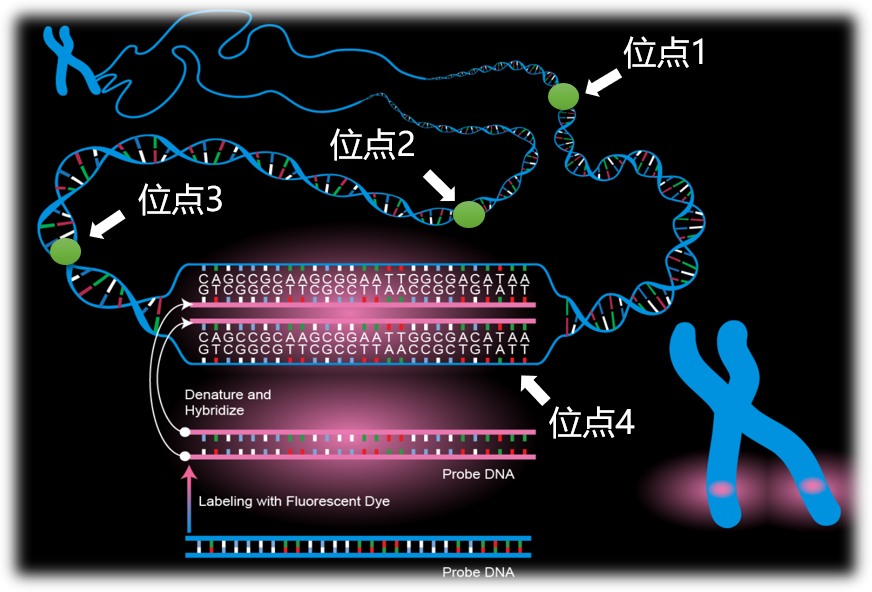 位点1
位点2
位点3
CAGCCGCAAGCGGAATTGGCGACATAA
GTCGGCGTTCGCCTTAACCGCTGTATT
CAGCCGCAAGCGGAATTGGCGACATAA
GTCGGCGTTCGCCTTAACCGCTGTATT
Denature and
Hybridize
位点4
Probe DNA
Labeling with Fluorescent Dye
Probe DNA